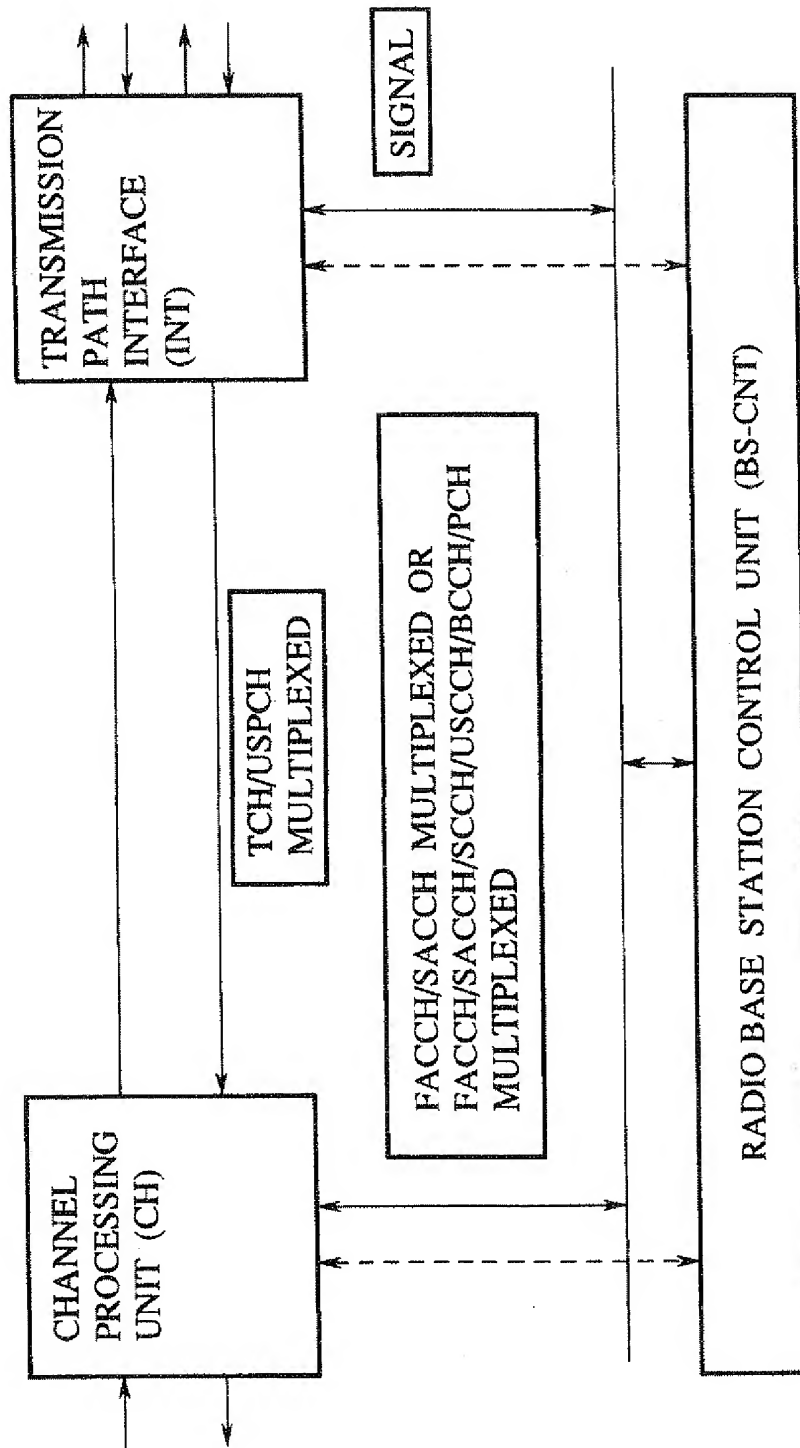 CHANNEL
PROCESSING
UNIT (CH)
TRANSMISSION
PATH
INTERFACE
(INT)
TCH/USPCH
MULTIPLEXED
SIGNAL
FACCH/SACCH MULTIPLEXED OR
FACCH/SACCH/SCCH/USCCH/BCCH/PCH
MULTIPLEXED
RADIO BASE STATION CONTROL UNIT (BS-CNT)